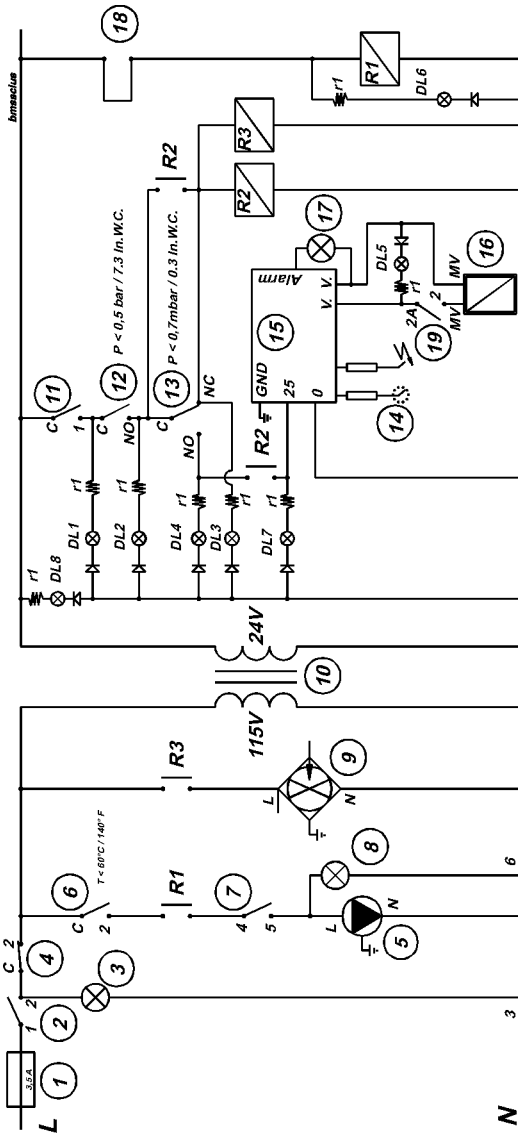 L
3,5A
1
1 2
2
3
C 2
4
C
2
6
T < 60°C / 140° F
R1
4
5
7
L
N
5
8
R3
L
N
9
N
3
6
115V
24V
10
r1
DL8
DL1
r1
DL2
r1
DL4
r1
DL3
r1
DL7
r1
C
1
11
C
NO
12
P < 0,5 bar / 7.3 In.W.C.
C
NO
NC
13
P < 0,7mbar / 0.3 In.W.C.
R2
R2
GND
25
0
Alarm
V.
V.
15
17
14
19
2A
2
r1
DL5
MV
MV
16
R2
R3
18
R1
r1
DL6